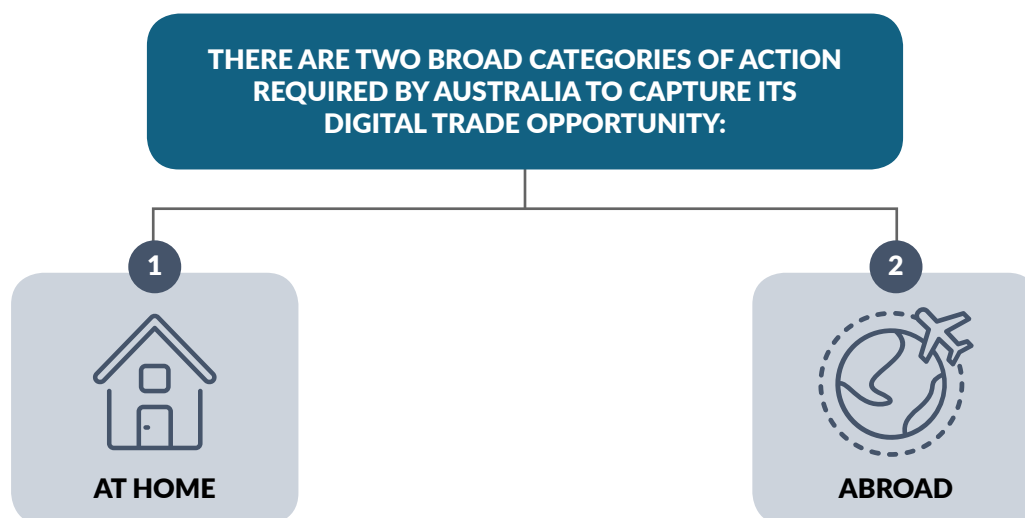 THERE ARE TWO BROAD CATEGORIES OF ACTION
REQUIRED BY AUSTRALIA TO CAPTURE ITS
DIGITAL TRADE OPPORTUNITY:
1
2
AT HOME
ABROAD